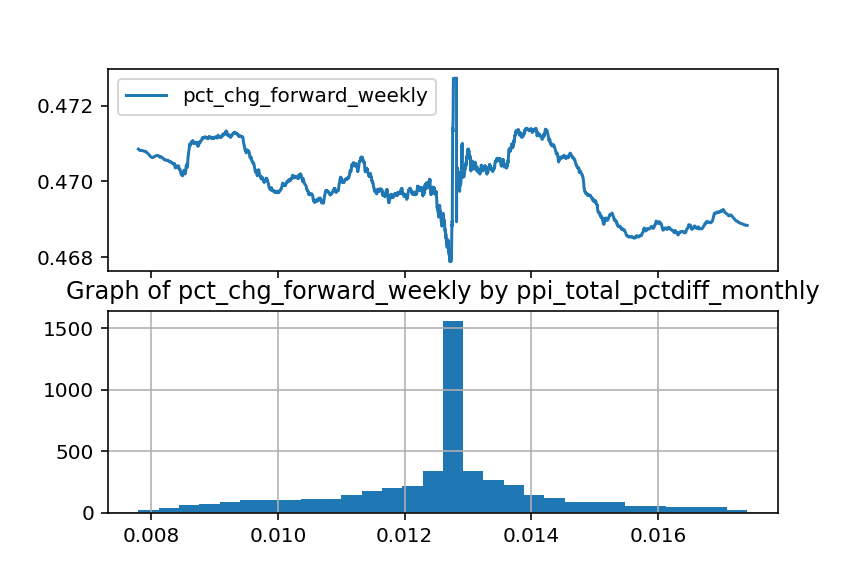 pct_chg_forward_weekly
0.472
0.470
0.468
Graph of pct_chg_forward_weekly by ppi_total_pctdiff_monthly
1500
1000
500
0
0.008 0.010 0.012 0.014 0.016